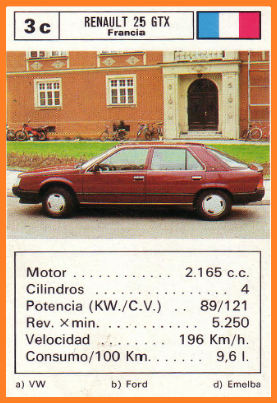 3c
RENAULT 25 GTX
Francia
Motor ............ 2.165 c.c.
Cilindros ............... 4
Potencia (KW./C.V.) .. 89/121
Rev. × min. ......... 5.250
Velocidad ........ 196 Km/h.
Consumo/100 Km. ...... 9,6 l.
a) VW b) Ford d) Emelba